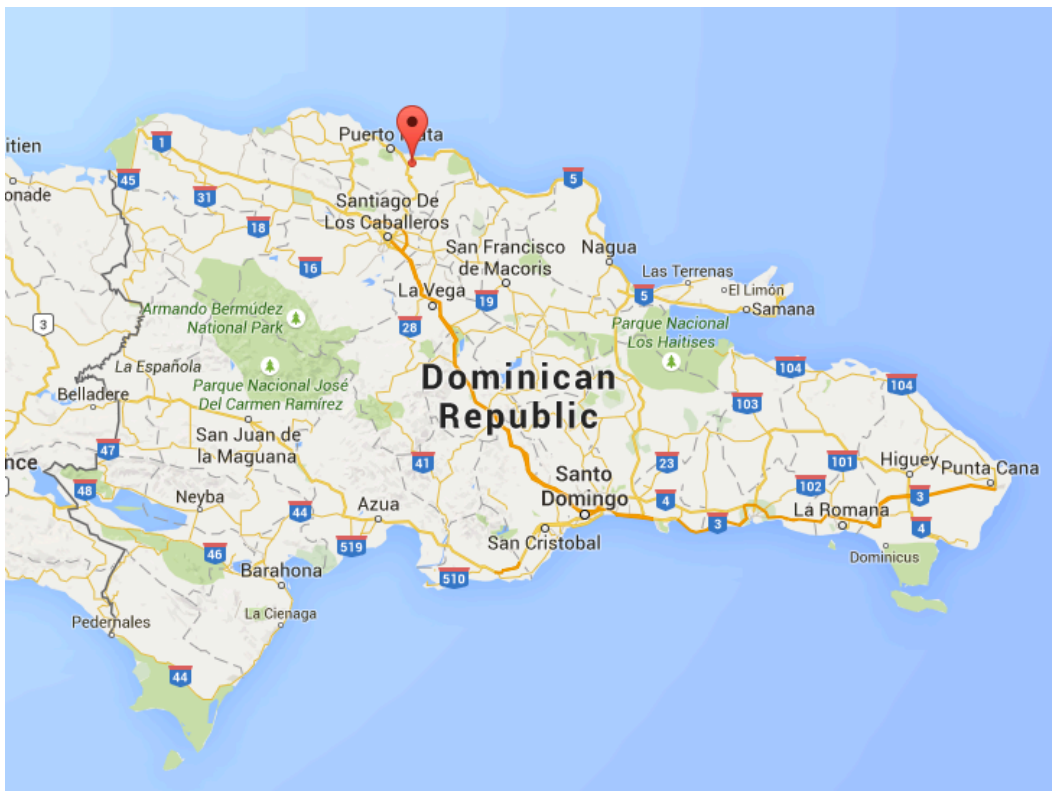 Puerto Plata
itien
1
onade
45
31
5
Santiago De
Los Caballeros
18
San Francisco
de Macoris
Nagua
16
Las Terrenas
La Vega
19
5
El Limón
Samana
Armando Bermúdez
National Park
3
28
Parque Nacional
Los Haitises
La Española
104
Dominican
Republic
104
Parque Nacional José
Del Carmen Ramírez
Belladere
103
San Juan de
la Maguana
47
nce
41
23
101
Higuey
Punta Cana
48
Neyba
Azua
Santo
Domingo
102
3
44
4
La Romana
519
San Cristobal
3
4
46
Dominicus
Barahona
510
La Cienaga
Pedernales
44